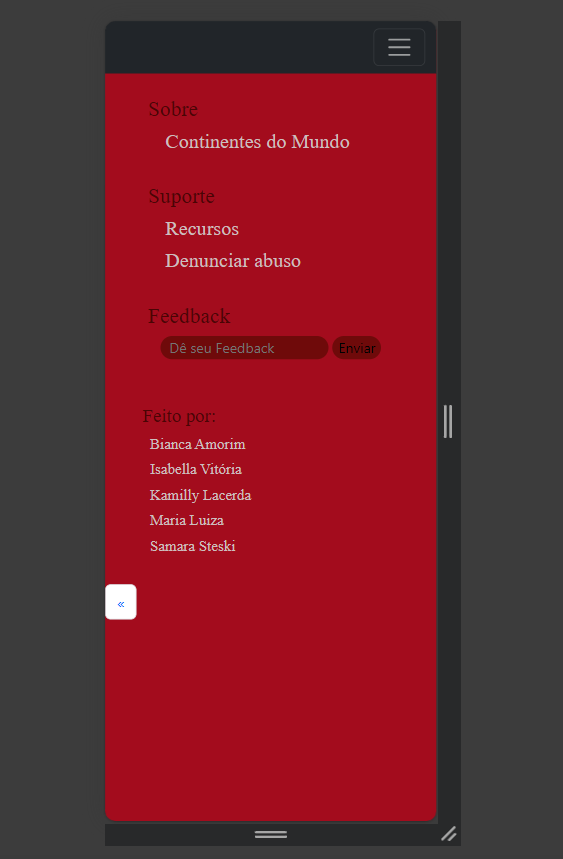 Sobre
Continentes do Mundo
Suporte
Recursos
Denunciar abuso
Feedback
Dê seu Feedback Enviar
Feito por:
Bianca Amorim
Isabella Vitória
Kamilly Lacerda
Maria Luiza
Samara Steski
«